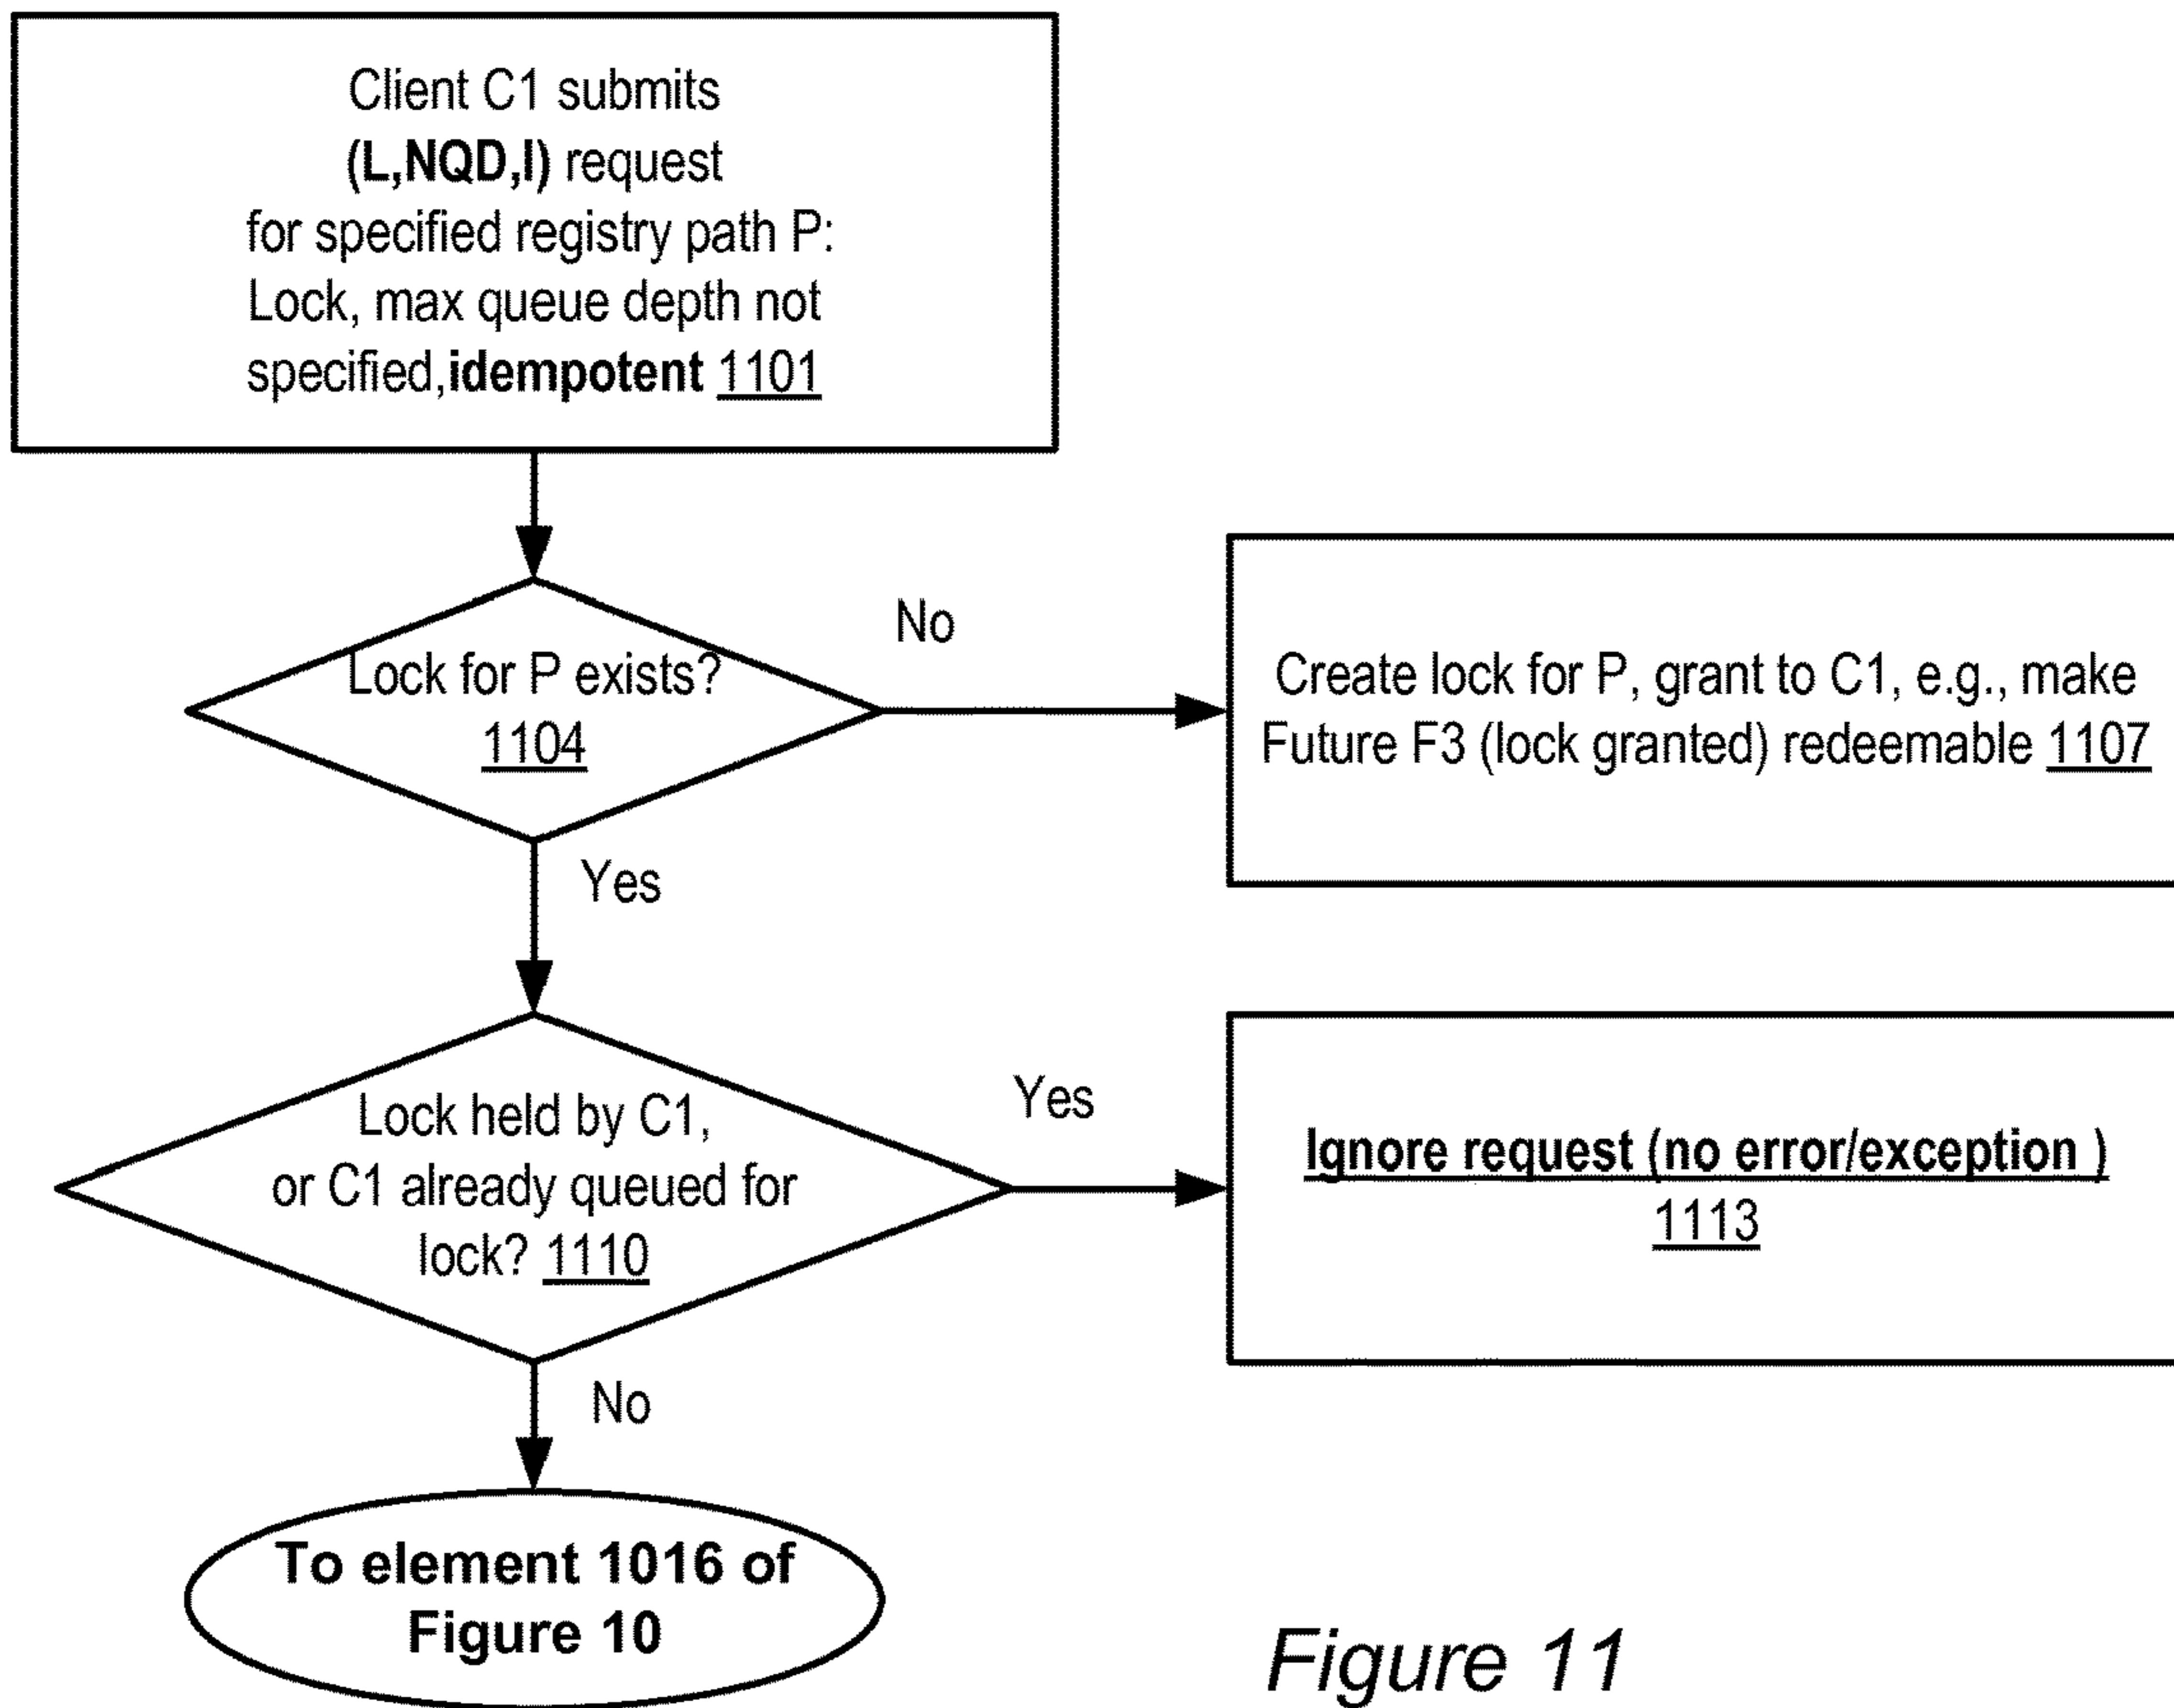 Client C1 submits
(L,NQD,I) request
for specified registry path P:
Lock, max queue depth not
specified,idempotent 1101
Lock for P exists?
1104
No
Create lock for P, grant to C1, e.g., make
Future F3 (lock granted) redeemable 1107
Yes
Lock held by C1,
or C1 already queued for
lock? 1110
Yes
Ignore request (no error/exception )
1113
No
To element 1016 of
Figure 10
Figure 11